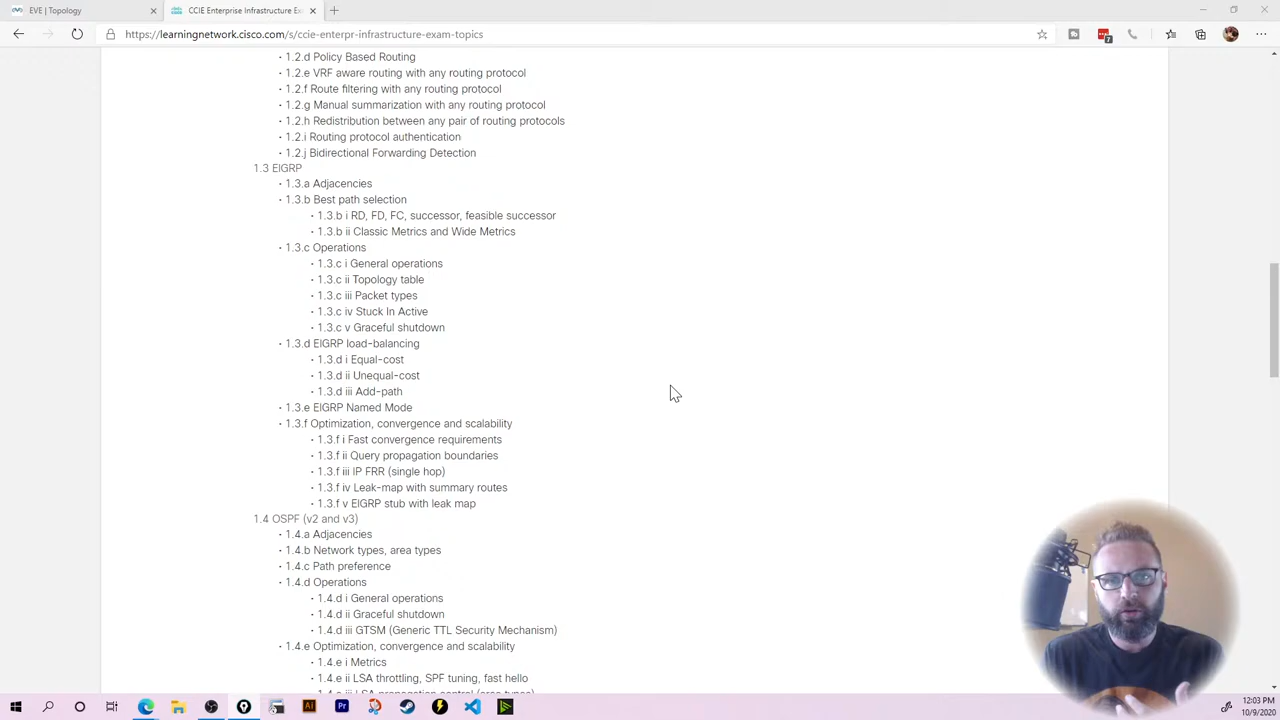 EVE | Topology
CCIE Enterprise Infrastructure Exam
https://learningnetwork.cisco.com/s/ccie-enterpr-infrastructure-exam-topics
7
• 1.2.d Policy Based Routing
• 1.2.e VRF aware routing with any routing protocol
• 1.2.f Route filtering with any routing protocol
• 1.2.g Manual summarization with any routing protocol
• 1.2.h Redistribution between any pair of routing protocols
• 1.2.i Routing protocol authentication
• 1.2.j Bidirectional Forwarding Detection
1.3 EIGRP
• 1.3.a Adjacencies
• 1.3.b Best path selection
• 1.3.b i RD, FD, FC, successor, feasible successor
• 1.3.b ii Classic Metrics and Wide Metrics
• 1.3.c Operations
• 1.3.c i General operations
• 1.3.c ii Topology table
• 1.3.c iii Packet types
• 1.3.c iv Stuck In Active
• 1.3.c v Graceful shutdown
• 1.3.d EIGRP load-balancing
• 1.3.d i Equal-cost
• 1.3.d ii Unequal-cost
• 1.3.d iii Add-path
• 1.3.e EIGRP Named Mode
• 1.3.f Optimization, convergence and scalability
• 1.3.f i Fast convergence requirements
• 1.3.f ii Query propagation boundaries
• 1.3.f iii IP FRR (single hop)
• 1.3.f iv Leak-map with summary routes
• 1.3.f v EIGRP stub with leak map
1.4 OSPF (v2 and v3)
• 1.4.a Adjacencies
• 1.4.b Network types, area types
• 1.4.c Path preference
• 1.4.d Operations
• 1.4.d i General operations
• 1.4.d ii Graceful shutdown
• 1.4.d iii GTSM (Generic TTL Security Mechanism)
• 1.4.e Optimization, convergence and scalability
• 1.4.e i Metrics
• 1.4.e ii LSA throttling, SPF tuning, fast hello
• 1.4.e iii LSA propagation control (area types)
Ai
Pr
12:03 PM
10/9/2020